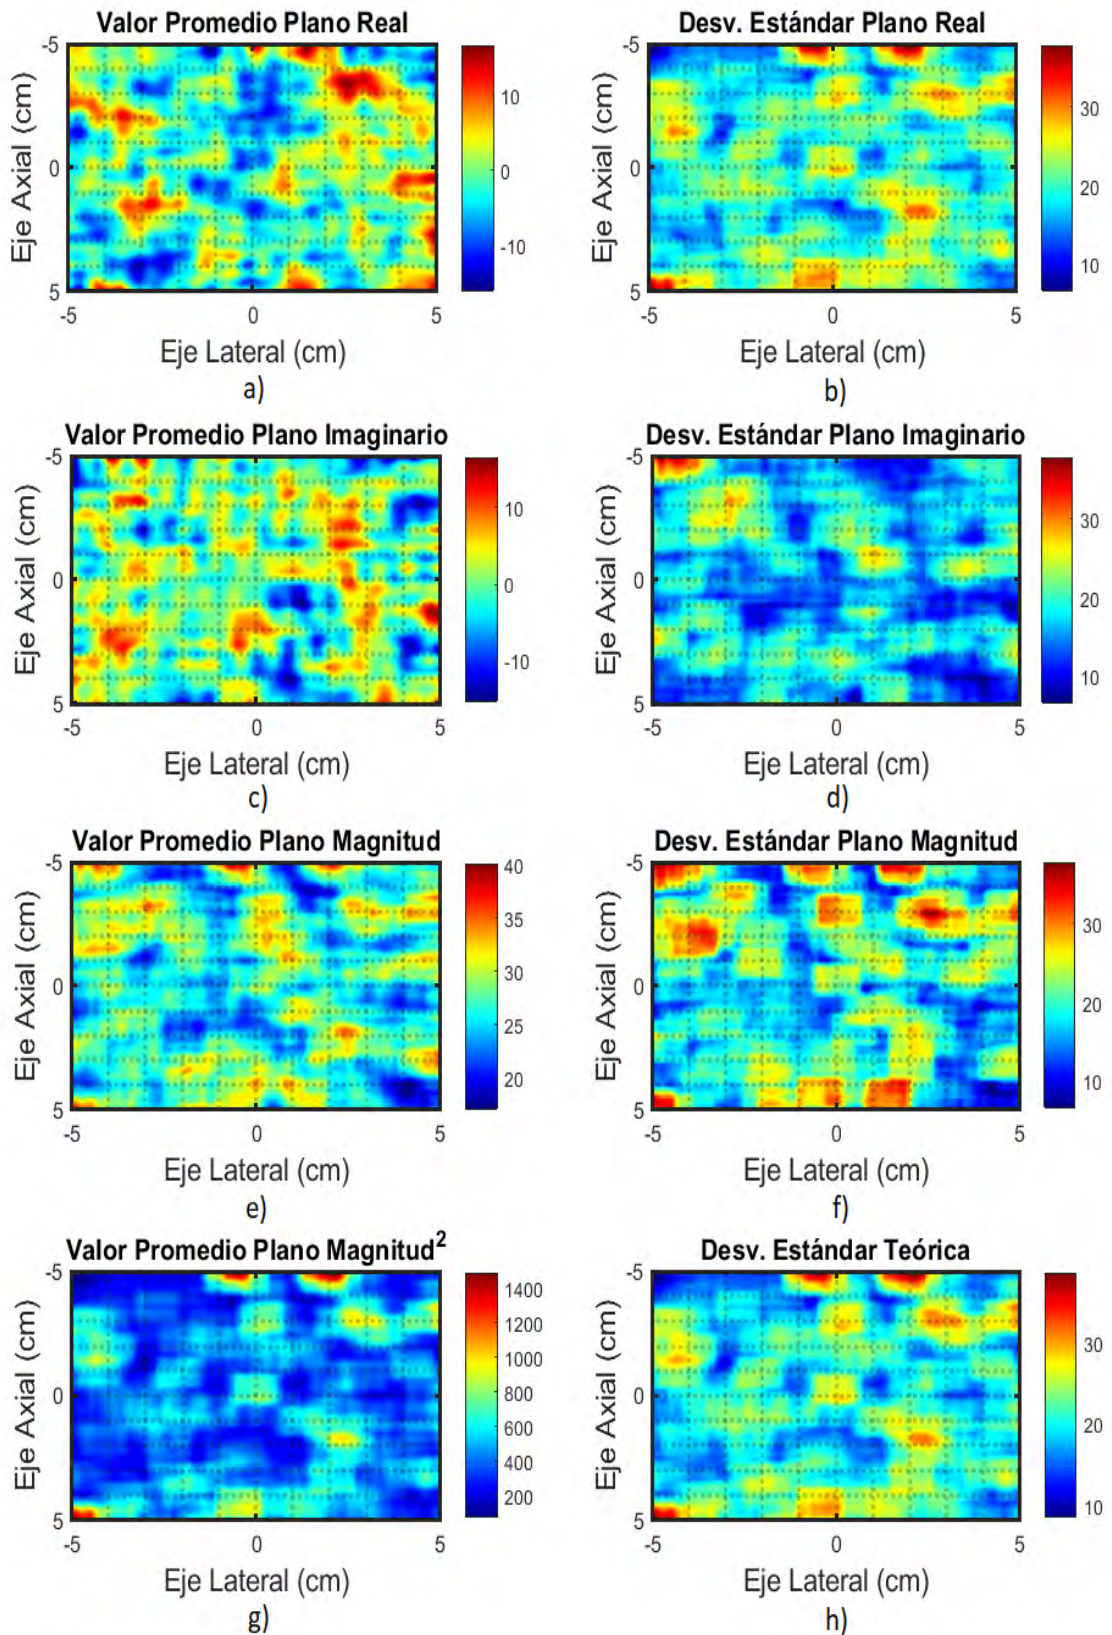 Valor Promedio Plano Real
Desv. Estándar Plano Real
-5
0
5
Eje Axial (cm)
-5 0 5
Eje Lateral (cm)
a)
10
0
-10
-5
0
5
Eje Axial (cm)
-5 0 5
Eje Lateral (cm)
b)
30
20
10
Valor Promedio Plano Imaginario
Desv. Estándar Plano Imaginario
-5
0
5
Eje Axial (cm)
-5 0 5
Eje Lateral (cm)
c)
10
0
-10
-5
0
5
Eje Axial (cm)
-5 0 5
Eje Lateral (cm)
d)
30
20
10
Valor Promedio Plano Magnitud
Desv. Estándar Plano Magnitud
-5
0
5
Eje Axial (cm)
-5 0 5
Eje Lateral (cm)
e)
40
35
30
25
20
-5
0
5
Eje Axial (cm)
-5 0 5
Eje Lateral (cm)
f)
30
20
10
Valor Promedio Plano Magnitud²
Desv. Estándar Teórica
-5
0
5
Eje Axial (cm)
-5 0 5
Eje Lateral (cm)
g)
1400
1200
1000
800
600
400
200
-5
0
5
Eje Axial (cm)
-5 0 5
Eje Lateral (cm)
h)
30
20
10